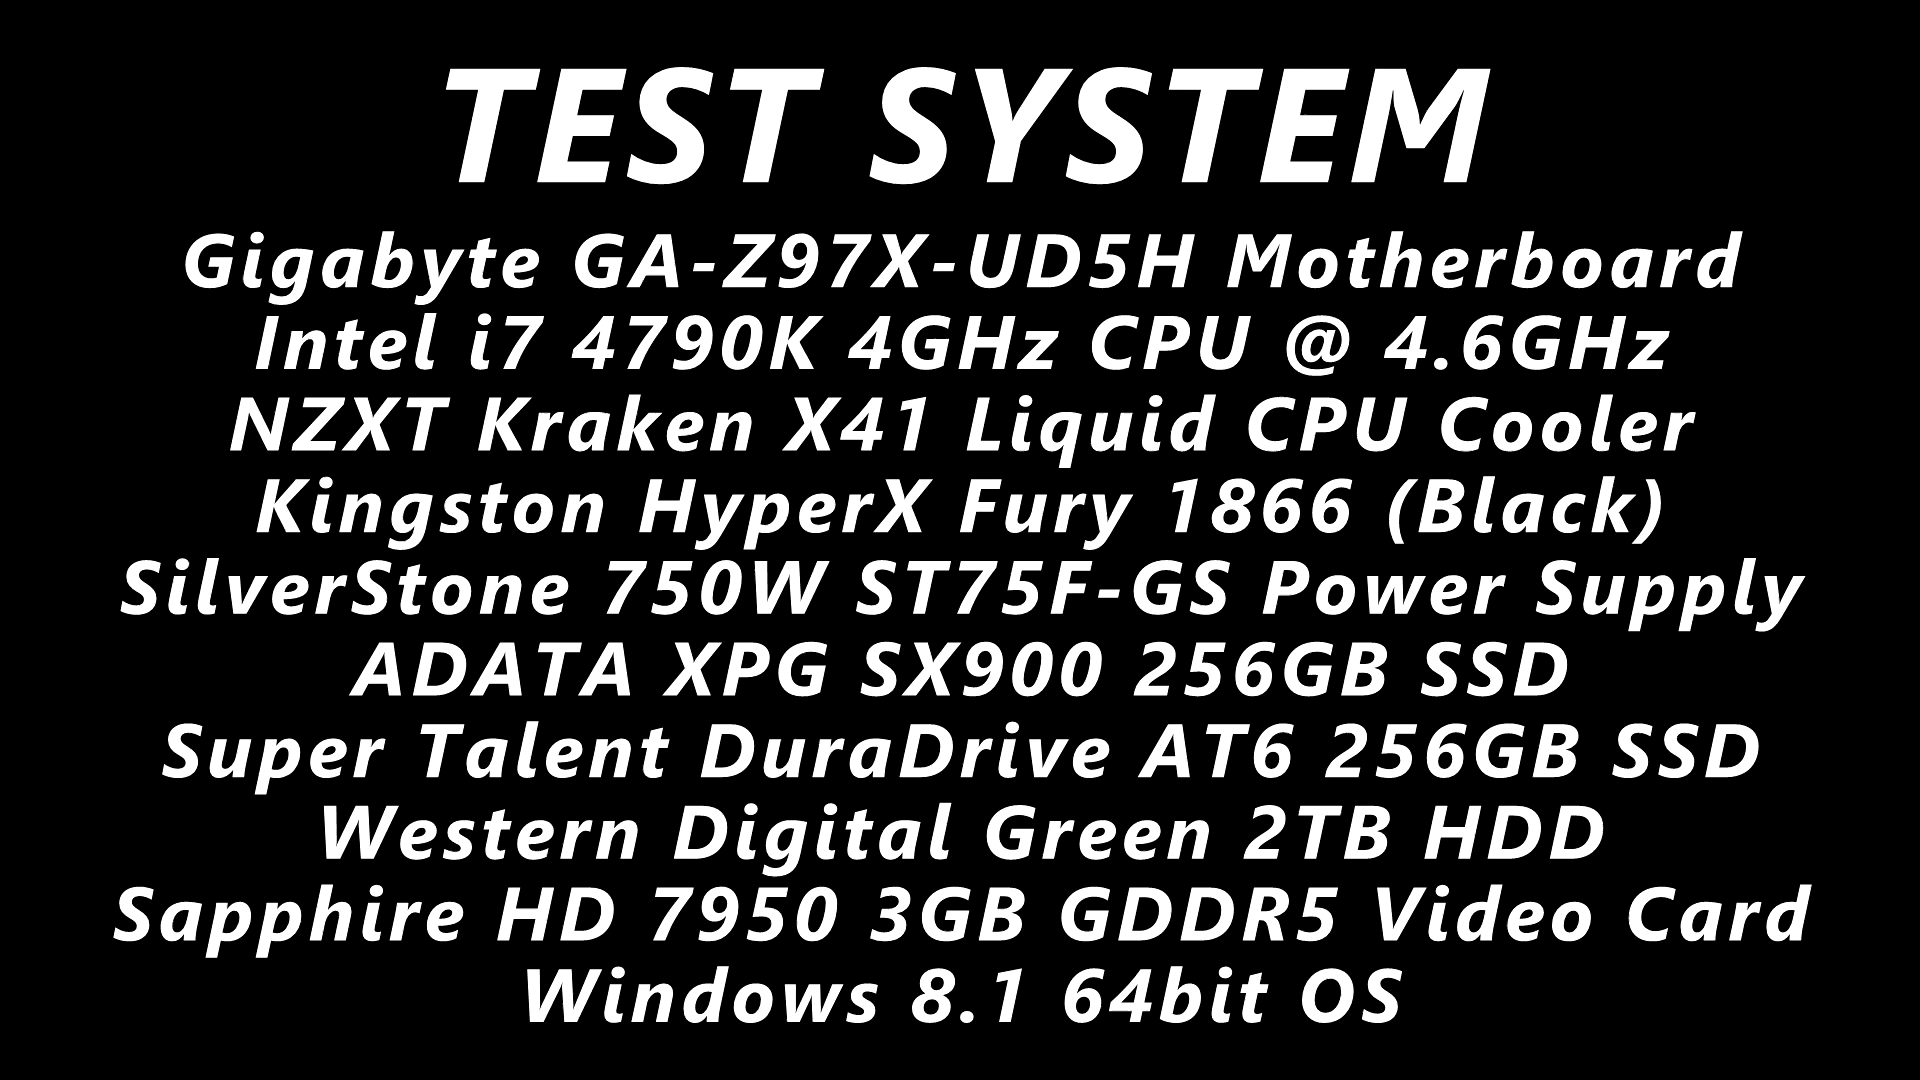 TEST SYSTEM
Gigabyte GA-Z97X-UD5H Motherboard
Intel i7 4790K 4GHz CPU @ 4.6GHz
NZXT Kraken X41 Liquid CPU Cooler
Kingston HyperX Fury 1866 (Black)
SilverStone 750W ST75F-GS Power Supply
ADATA XPG SX900 256GB SSD
Super Talent DuraDrive AT6 256GB SSD
Western Digital Green 2TB HDD
Sapphire HD 7950 3GB GDDR5 Video Card
Windows 8.1 64bit OS